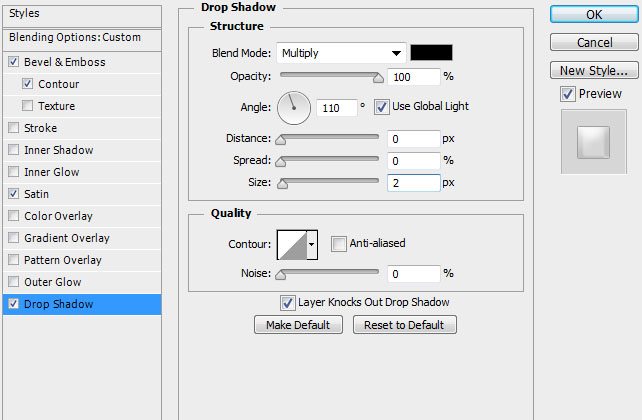 Styles
Blending Options: Custom
Bevel & Emboss
Contour
Texture
Stroke
Inner Shadow
Inner Glow
Satin
Color Overlay
Gradient Overlay
Pattern Overlay
Outer Glow
Drop Shadow
Drop Shadow
Structure
Blend Mode: Multiply
Opacity: 100 %
Angle: 110 ° Use Global Light
Distance: 0 px
Spread: 0 %
Size: 2 px
Quality
Contour: Anti-aliased
Noise: 0 %
Layer Knocks Out Drop Shadow
Make Default Reset to Default
OK
Cancel
New Style...
Preview